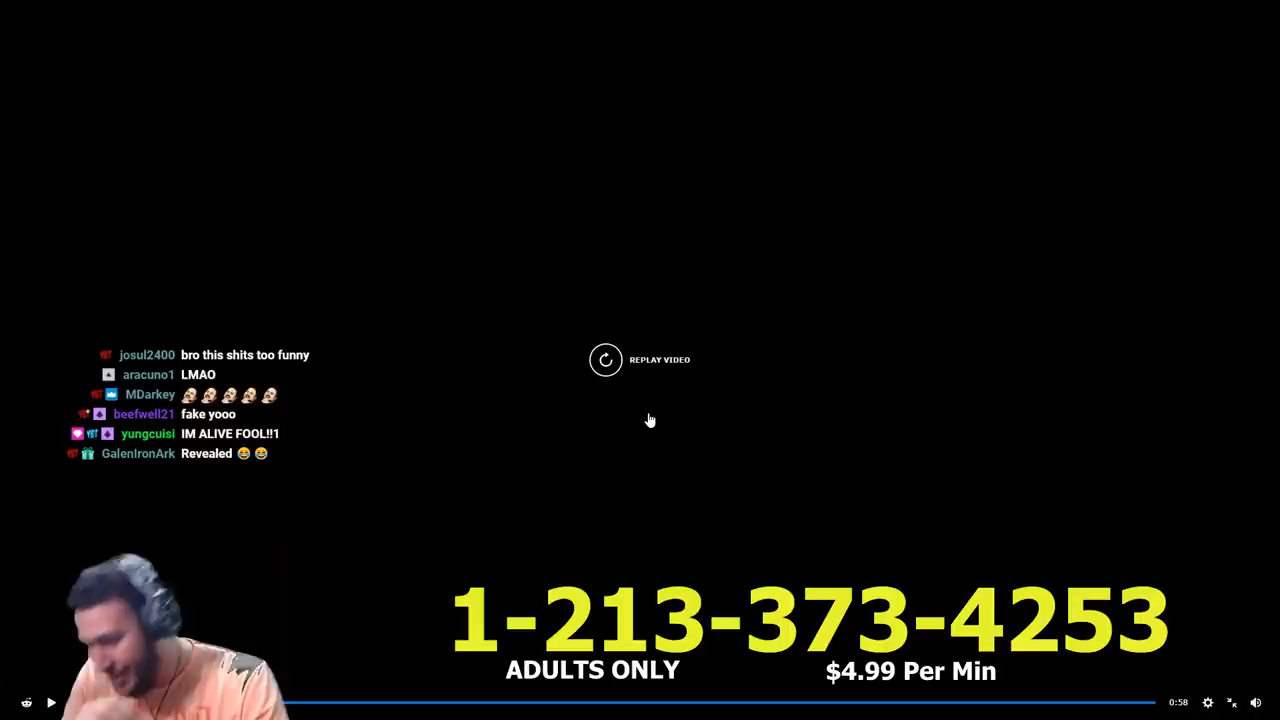 josul2400 bro this shits too funny
aracuno1 LMAO
MDarkey
beefwell21 fake yooo
yungcuisi IM ALIVE FOOL!!1
GalenIronArk Revealed 😂 😂
REPLAY VIDEO
1-213-373-4253
ADULTS ONLY $4.99 Per Min
0:58